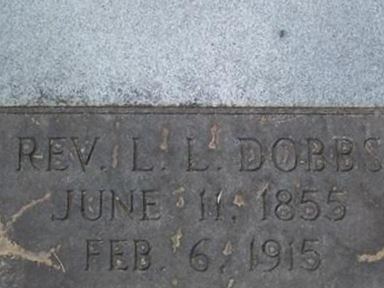 REV. L. L. DOBBS
JUNE 11, 1855
FEB. 6, 1915